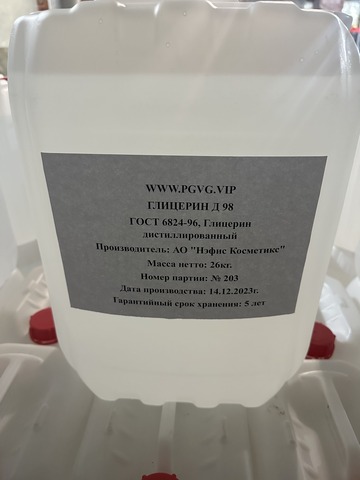 WWW.PGVG.VIP
ГЛИЦЕРИН Д 98
ГОСТ 6824-96, Глицерин
дистиллированный
Производитель: АО "Нэфис Косметикс"
Масса нетто: 26кг.
Номер партии: № 203
Дата производства: 14.12.2023г.
Гарантийный срок хранения: 5 лет